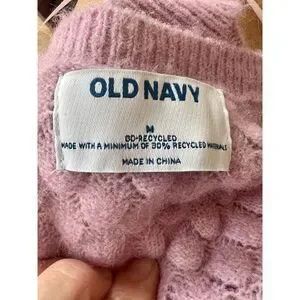 OLD NAVY
M
GO-RECYCLED
MADE WITH A MINIMUM OF 30% RECYCLED MATERIALS
MADE IN CHINA